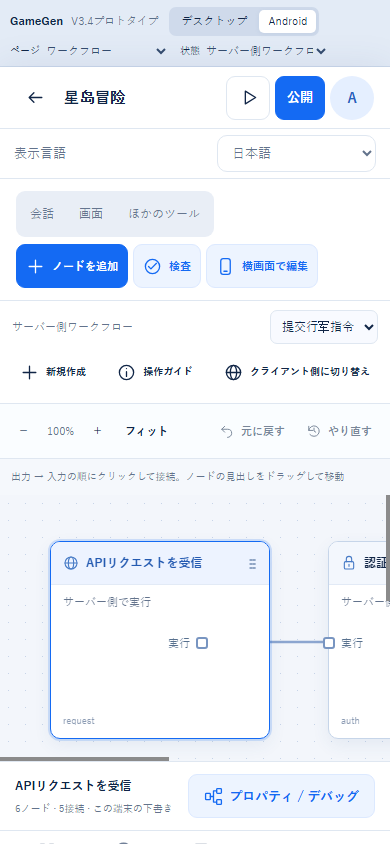 GameGen V3.4プロトタイプ デスクトップ Android
ページ ワークフロー 状態 サーバー側ワークフロ
星岛冒险 公開 A
表示言語 日本語
会話 画面 ほかのツール
ノードを追加 検査 横画面で編集
サーバー側ワークフロー 提交行军指令
新規作成 操作ガイド クライアント側に切り替え
− 100% + フィット 元に戻す やり直す
出力 → 入力の順にクリックして接続。ノードの見出しをドラッグして移動
APIリクエストを受信 認証
サーバー側で実行 サーバー
実行 実行
request auth
APIリクエストを受信
6ノード · 5接続 · この端末の下書き
プロパティ / デバッグ